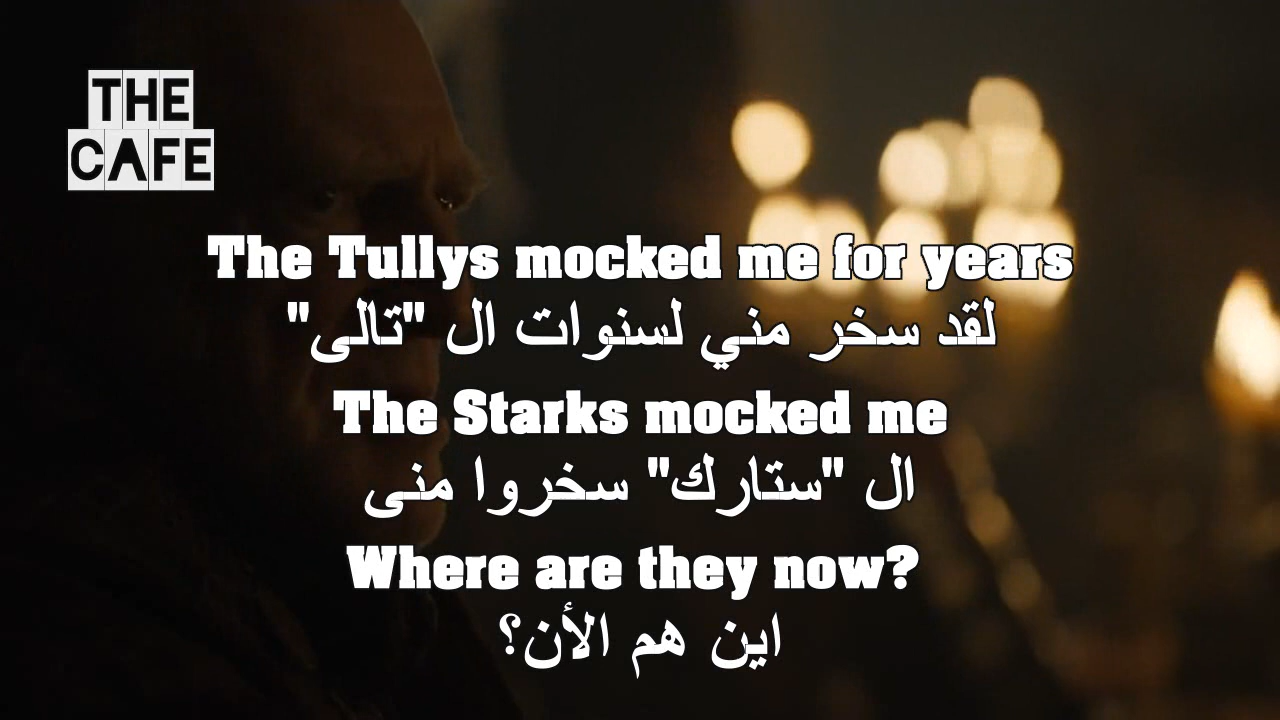 THE
CAFE
The Tullys mocked me for years
لقد سخر مني لسنوات ال "تالى"
The Starks mocked me
ال "ستارك" سخروا منى
Where are they now?
اين هم الأن؟